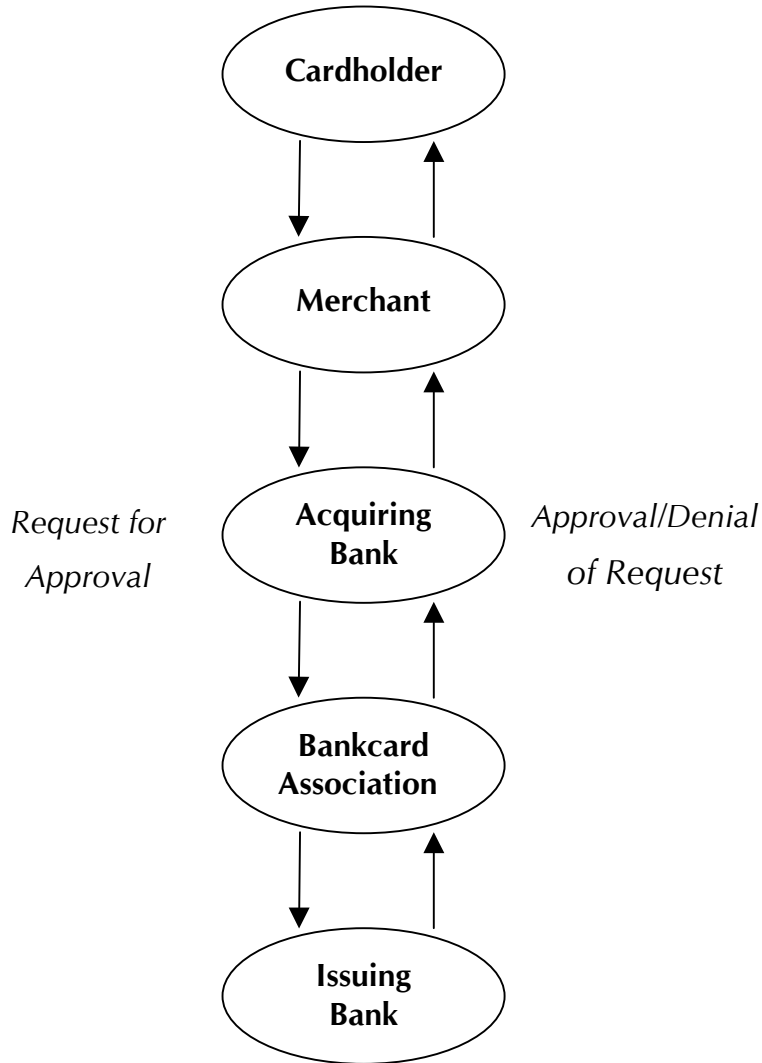 Cardholder
Merchant
Request for
Approval
Acquiring
Bank
Approval/Denial
of Request
Bankcard
Association
Issuing
Bank